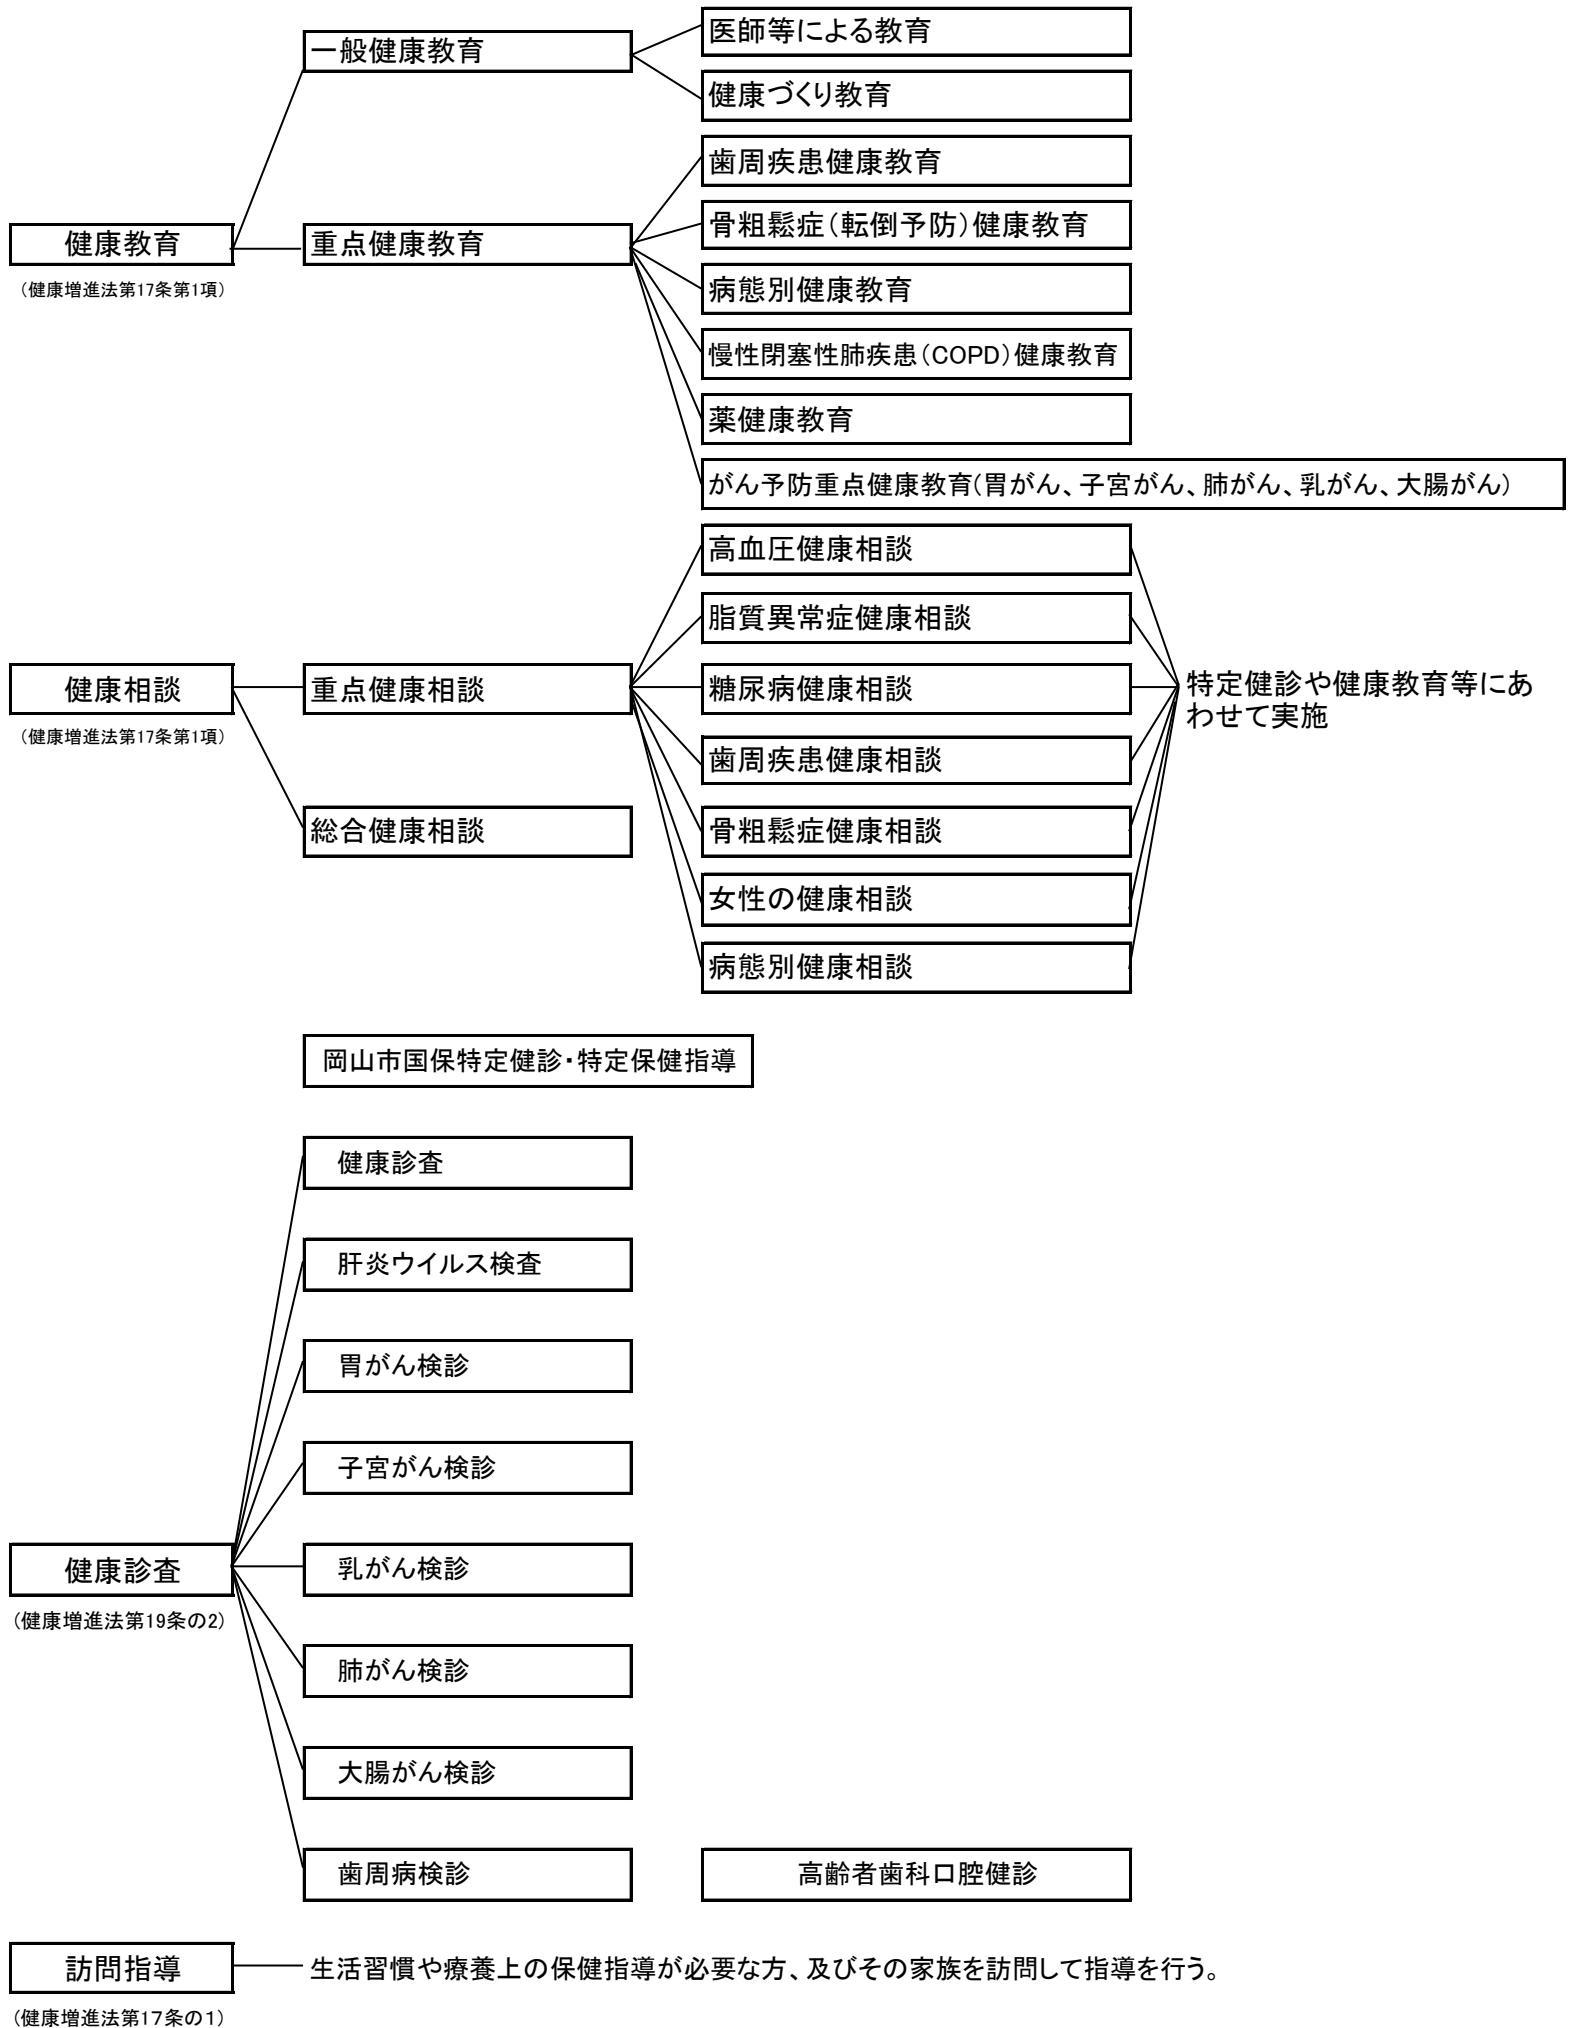 医師等による教育
一般健康教育
健康づくり教育
歯周疾患健康教育
骨粗鬆症（転倒予防）健康教育
健康教育
重点健康教育
（健康増進法第17条第1項）
病態別健康教育
慢性閉塞性肺疾患（COPD）健康教育
薬健康教育
がん予防重点健康教育(胃がん、子宮がん、肺がん、乳がん、大腸がん)
高血圧健康相談
脂質異常症健康相談
健康相談
重点健康相談
糖尿病健康相談
特定健診や健康教育等にあ
わせて実施
（健康増進法第17条第1項）
歯周疾患健康相談
総合健康相談
骨粗鬆症健康相談
女性の健康相談
病態別健康相談
岡山市国保特定健診・特定保健指導
健康診査
肝炎ウイルス検査
胃がん検診
子宮がん検診
健康診査
乳がん検診
(健康増進法第19条の2)
肺がん検診
大腸がん検診
歯周病検診
高齢者歯科口腔健診
訪問指導
生活習慣や療養上の保健指導が必要な方、及びその家族を訪問して指導を行う。
(健康増進法第17条の１)